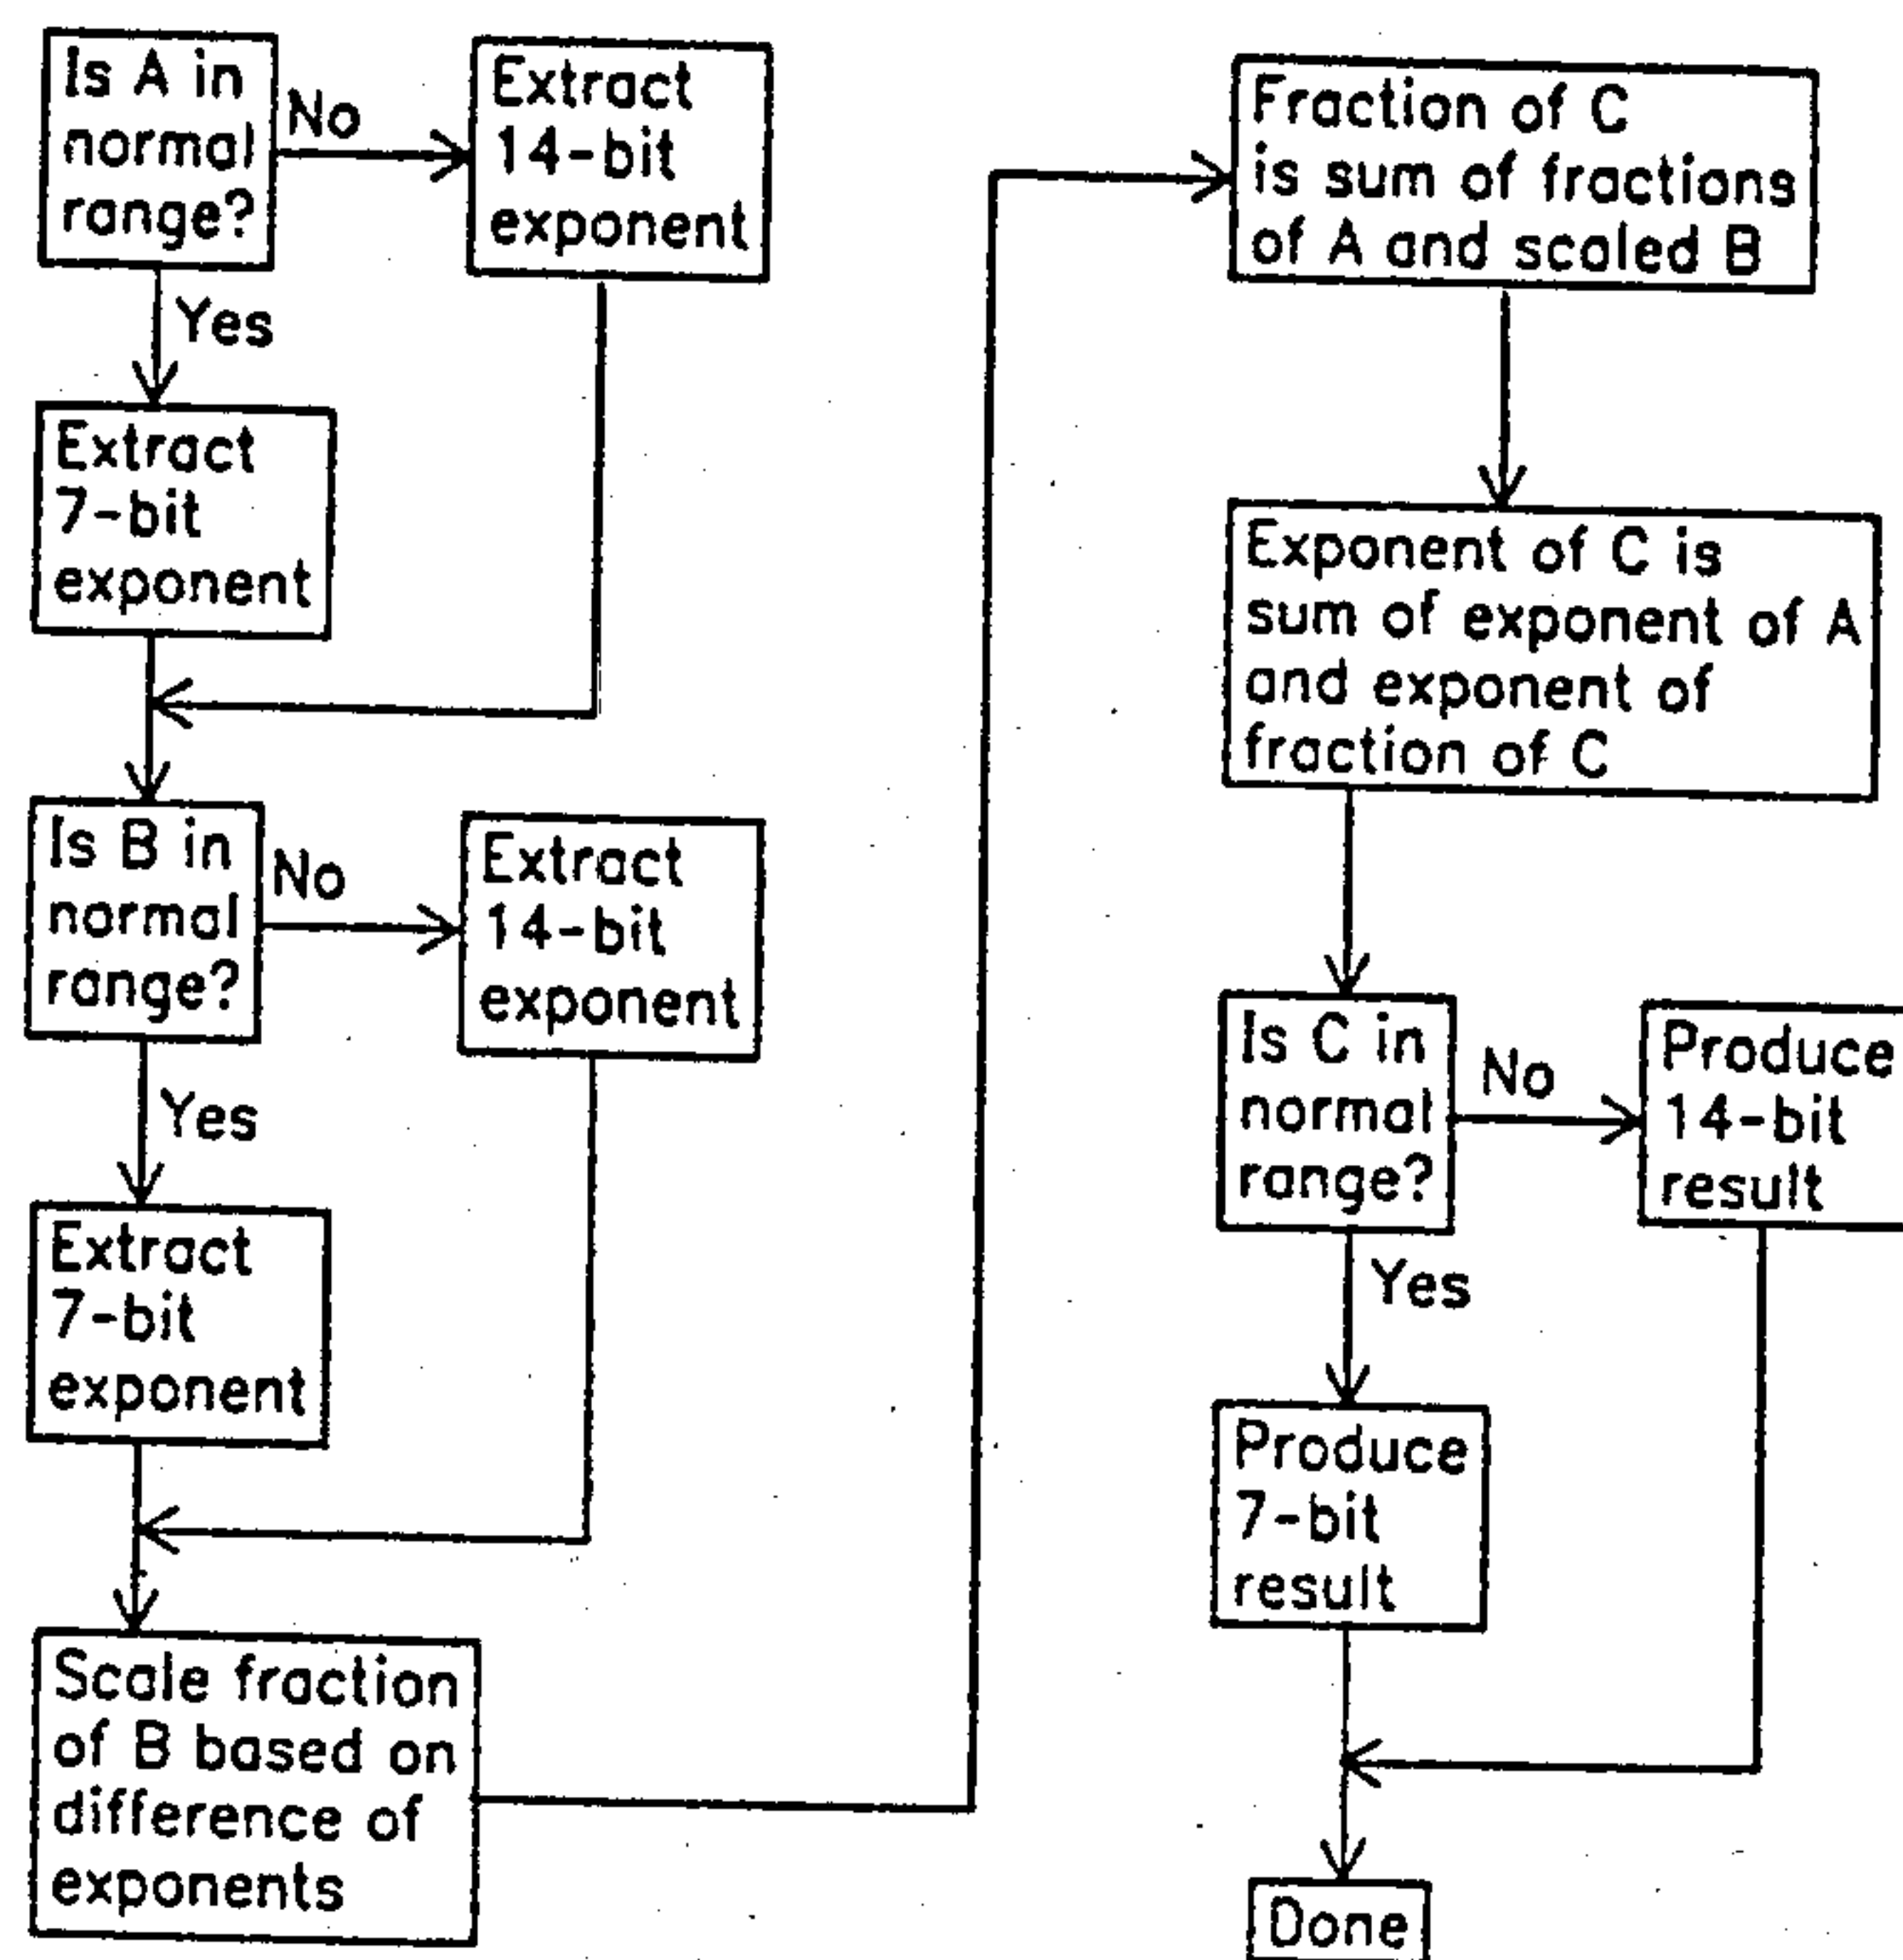 Is A in
normal
range?
No
Extract
14-bit
exponent
Yes
Extract
7-bit
exponent
Is B in
normal
range?
No
Extract
14-bit
exponent
Yes
Extract
7-bit
exponent
Scale fraction
of B based on
difference of
exponents
Fraction of C
is sum of fractions
of A and scaled B
Exponent of C is
sum of exponent of A
and exponent of
fraction of C
Is C in
normal
range?
No
Produce
14-bit
result
Yes
Produce
7-bit
result
Done